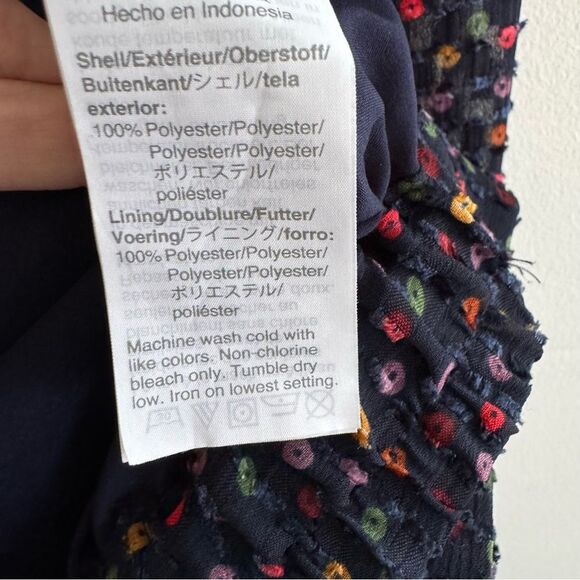 Hecho en Indonesia
Shell/Extérieur/Oberstoff/
Buitenkant/シェル/tela
exterior:
100% Polyester/Polyester/
Polyester/Polyester/
ポリエステル/
poliéster
Lining/Doublure/Futter/
Voering/ライニング/forro:
100% Polyester/Polyester/
Polyester/Polyester/
ポリエステル/
poliéster
Machine wash cold with
like colors. Non-chlorine
bleach only. Tumble dry
low. Iron on lowest setting.